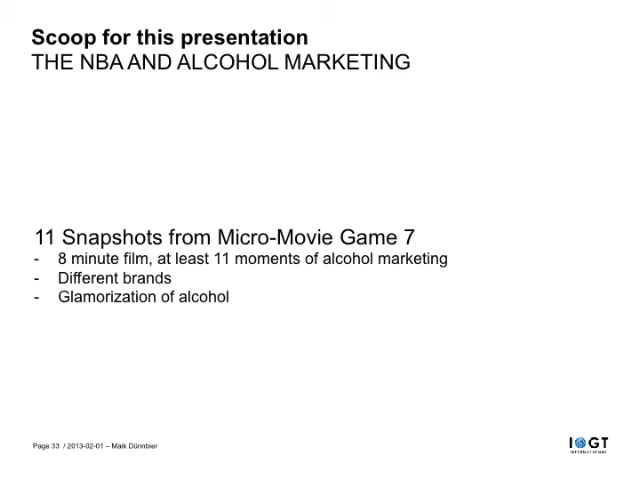 Scoop for this presentation
THE NBA AND ALCOHOL MARKETING
11 Snapshots from Micro-Movie Game 7
- 8 minute film, at least 11 moments of alcohol marketing
- Different brands
- Glamorization of alcohol
Page 33 / 2013-02-01 – Maik Dünnbier
IOGT
INTERNATIONAL